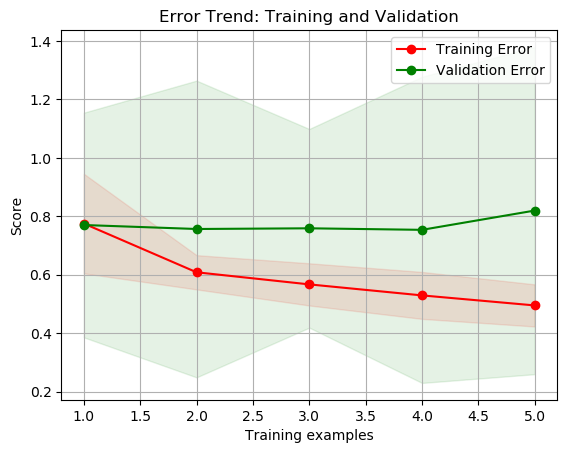 Error Trend: Training and Validation
Training Error
Validation Error
Score
1.4
1.2
1.0
0.8
0.6
0.4
0.2
1.0 1.5 2.0 2.5 3.0 3.5 4.0 4.5 5.0
Training examples